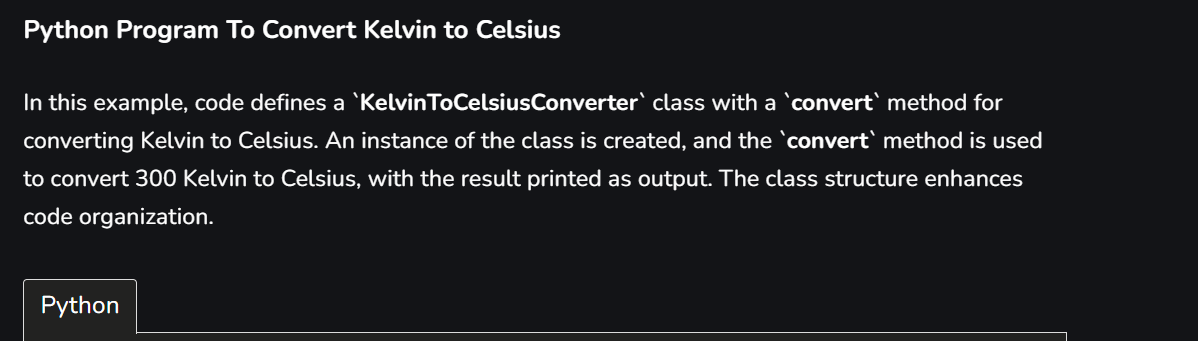 Python Program To Convert Kelvin to Celsius
In this example, code defines a `KelvinToCelsiusConverter` class with a `convert` method for
converting Kelvin to Celsius. An instance of the class is created, and the `convert` method is used
to convert 300 Kelvin to Celsius, with the result printed as output. The class structure enhances
code organization.
Python